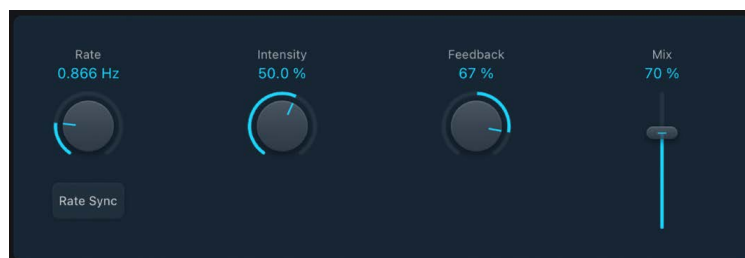 Rate
0.866 Hz
Intensity
50.0 %
Feedback
67 %
Mix
70 %
Rate Sync